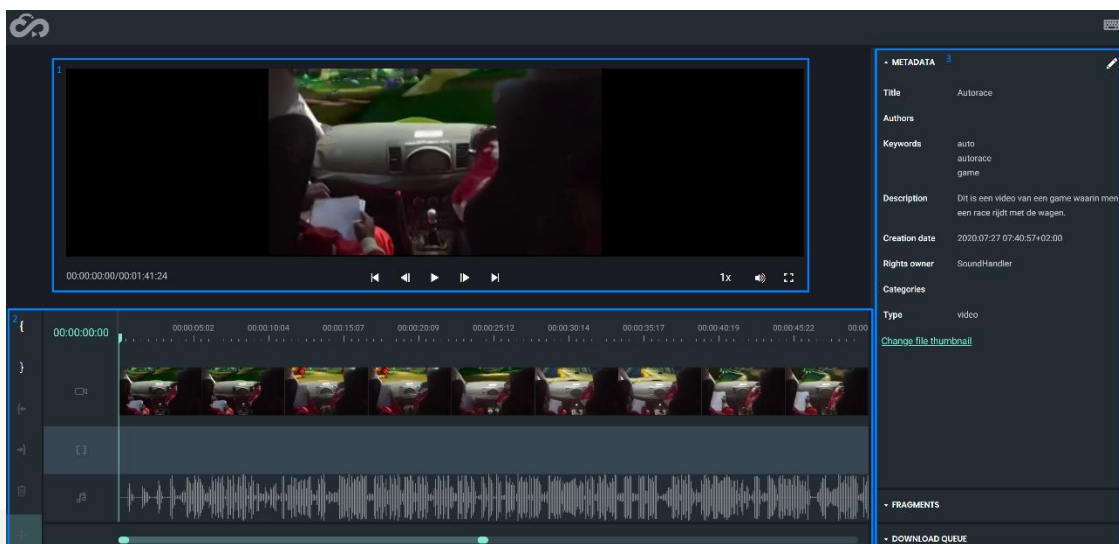 1
00:00:00:00/00:01:41:24
1x
2
00:00:00:00
00:00:05:02 00:00:10:04 00:00:15:07 00:00:20:09 00:00:25:12 00:00:30:14 00:00:35:17 00:00:40:19 00:00:45:22 00:00
METADATA 3
Title Autorace
Authors
Keywords auto
autorace
game
Description Dit is een video van een game waarin men
een race rijdt met de wagen.
Creation date 2020:07:27 07:40:57+02:00
Rights owner SoundHandler
Categories
Type video
Change file thumbnail
FRAGMENTS
DOWNLOAD QUEUE